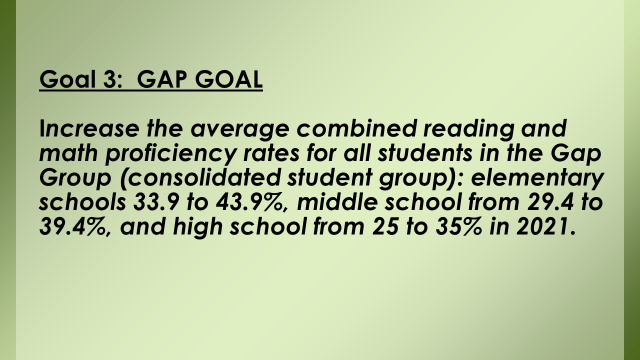 Goal 3:  GAP GOAL
Increase the average combined reading and
math proficiency rates for all students in the Gap
Group (consolidated student group): elementary
schools 33.9 to 43.9%, middle school from 29.4 to
39.4%, and high school from 25 to 35% in 2021.